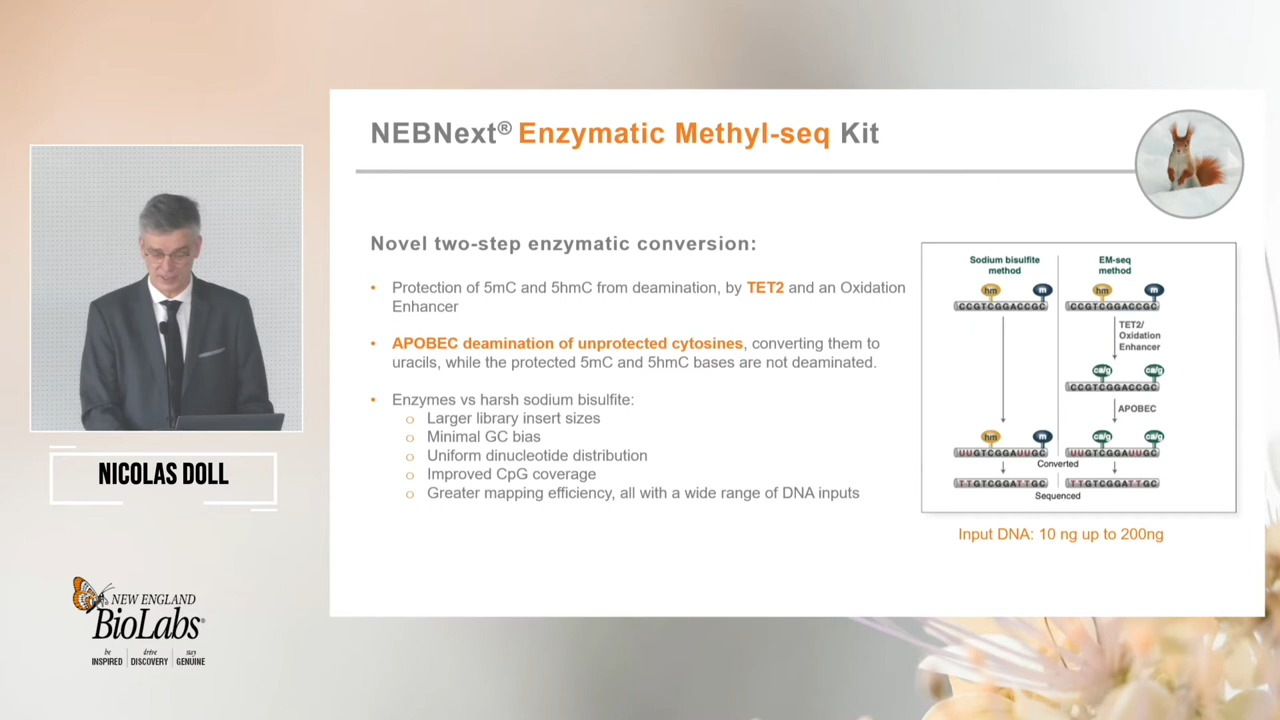 NEBNext® Enzymatic Methyl-seq Kit
Novel two-step enzymatic conversion:
• Protection of 5mC and 5hmC from deamination, by TET2 and an Oxidation
Enhancer
• APOBEC deamination of unprotected cytosines, converting them to
uracils, while the protected 5mC and 5hmC bases are not deaminated.
• Enzymes vs harsh sodium bisulfite:
o Larger library insert sizes
o Minimal GC bias
o Uniform dinucleotide distribution
o Improved CpG coverage
o Greater mapping efficiency, all with a wide range of DNA inputs
Sodium bisulfite
method
hm
m
CCGTCGGACCGC
hm
m
UUGTCGGAUUGC
TTGTCGGATTGC
EM-seq
method
hm
m
CCGTCGGACCGC
TET2/
Oxidation
Enhancer
ca/g
ca/g
CCGTCGGACCGC
APOBEC
ca/g
ca/g
UUGTCGGAUUGC
Converted
TTGTCGGATTGC
Sequenced
Input DNA: 10 ng up to 200ng
NICOLAS DOLL
NEW ENGLAND
BioLabs®
be INSPIRED
drive DISCOVERY
stay GENUINE